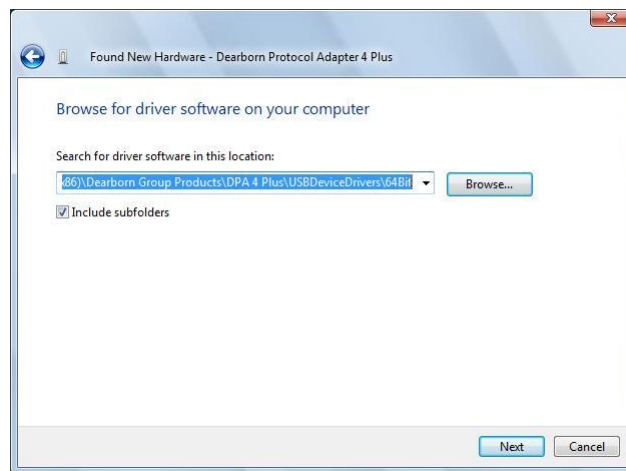 Found New Hardware - Dearborn Protocol Adapter 4 Plus
Browse for driver software on your computer
Search for driver software in this location:
x86)\Dearborn Group Products\DPA 4 Plus\USBDeviceDrivers\64Bit
Browse...
Include subfolders
Next
Cancel